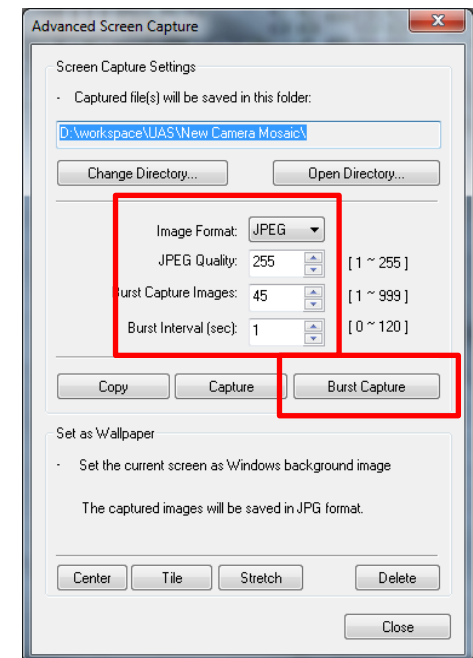 Advanced Screen Capture
Screen Capture Settings
- Captured file(s) will be saved in this folder:
D:\workspace\UAS\New Camera Mosaic\
Change Directory... Open Directory...
Image Format: JPEG
JPEG Quality: 255 [ 1 ~ 255 ]
Burst Capture Images: 45 [ 1 ~ 999 ]
Burst Interval (sec): 1 [ 0 ~ 120 ]
Copy Capture Burst Capture
Set as Wallpaper
- Set the current screen as Windows background image
The captured images will be saved in JPG format.
Center Tile Stretch Delete
Close